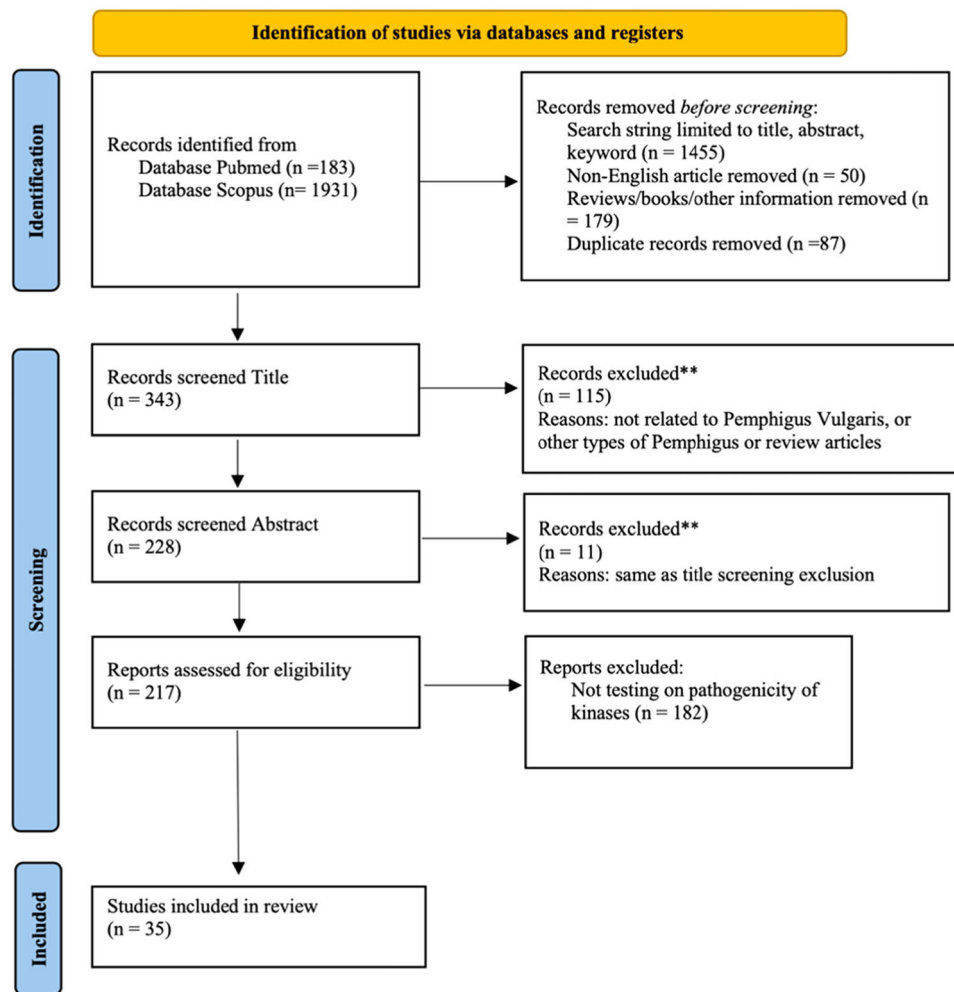 Identification of studies via databases and registers
Identification
Records identified from
Database Pubmed (n =183)
Database Scopus (n= 1931)
Records removed before screening:
Search string limited to title, abstract,
keyword (n = 1455)
Non-English article removed (n = 50)
Reviews/books/other information removed (n
= 179)
Duplicate records removed (n =87)
Screening
Records screened Title
(n = 343)
Records excluded**
(n = 115)
Reasons: not related to Pemphigus Vulgaris, or
other types of Pemphigus or review articles
Records screened Abstract
(n = 228)
Records excluded**
(n = 11)
Reasons: same as title screening exclusion
Reports assessed for eligibility
(n = 217)
Reports excluded:
Not testing on pathogenicity of
kinases (n = 182)
Included
Studies included in review
(n = 35)